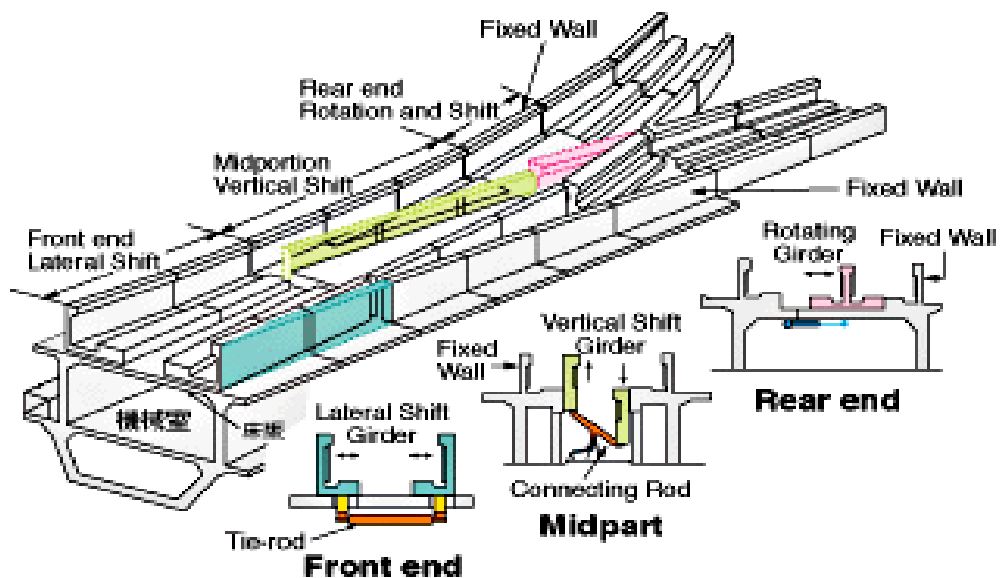 Fixed Wall
Rear end
Rotation and Shift
Midportion
Vertical Shift
Front end
Lateral Shift
Fixed Wall
Rotating
Girder
Fixed Wall
Rear end
Vertical Shift
Girder
Fixed
Wall
Connecting Rod
Midpart
Lateral Shift
Girder
Tie-rod
Front end
機械室